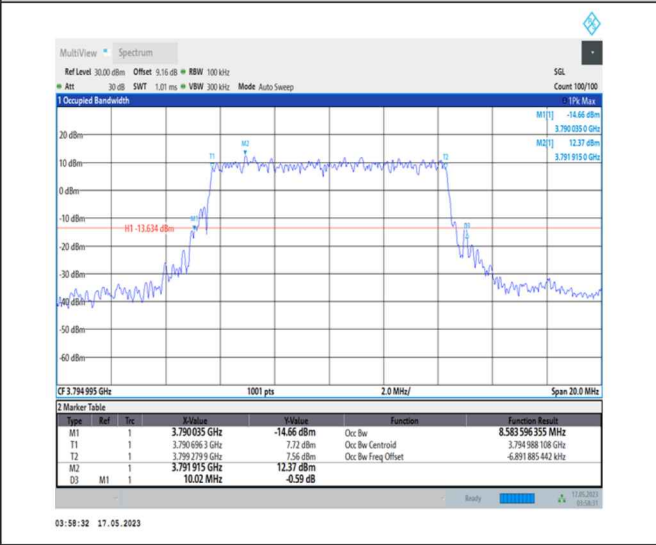 MultiView Spectrum
Ref Level 30.00 dBm Offset 9.16 dB RBW 100 kHz SGL
Att 30 dB SWT 1.01 ms VBW 300 kHz Mode Auto Sweep Count 100/100
1 Occupied Bandwidth 1Pk Max
M1[1] -14.66 dBm
3.790 035 0 GHz
M2[1] 12.37 dBm
3.791 915 0 GHz
20 dBm
M2
T1 T2
10 dBm
0 dBm
-10 dBm
M1
H1 -13.634 dBm
D3
-20 dBm
-30 dBm
-40 dBm
-50 dBm
-60 dBm
CF 3.794 995 GHz 1001 pts 2.0 MHz/ Span 20.0 MHz
2 Marker Table
Type Ref Trc X-Value Y-Value Function Function Result
M1 1 3.790 035 GHz -14.66 dBm Occ Bw 8.583 596 355 MHz
T1 1 3.790 696 3 GHz 7.72 dBm Occ Bw Centroid 3.794 988 108 GHz
T2 1 3.799 279 9 GHz 7.56 dBm Occ Bw Freq Offset -6.891 885 442 kHz
M2 1 3.791 915 GHz 12.37 dBm
D3 M1 1 10.02 MHz -0.59 dB
Ready 17.05.2023
03:58:31
03:58:32 17.05.2023